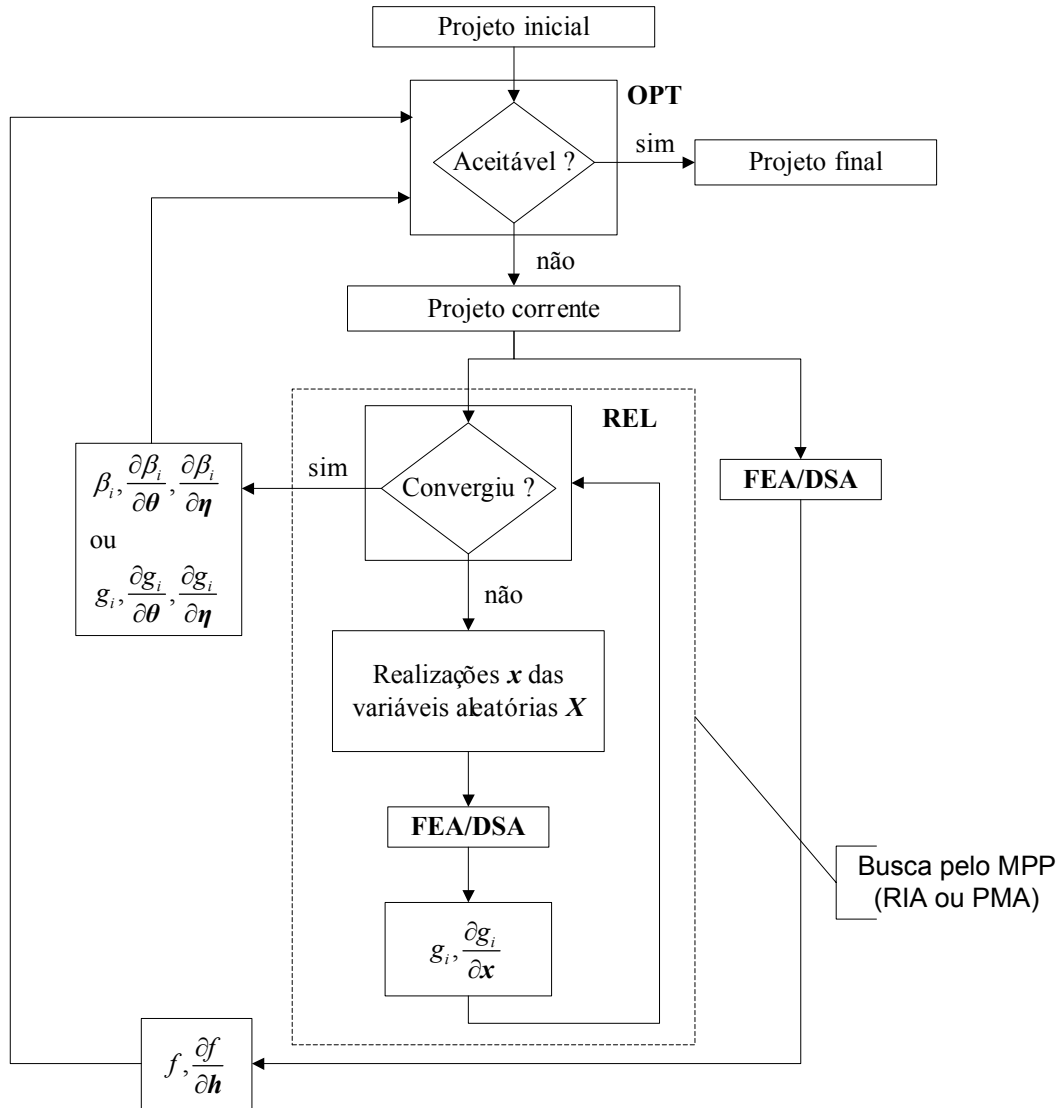 Projeto inicial
OPT
Aceitável ?
sim
Projeto final
não
Projeto corrente
REL
Convergiu ?
sim
FEA/DSA
β_i, ∂β_i/∂θ, ∂β_i/∂η
ou
g_i, ∂g_i/∂θ, ∂g_i/∂η
não
Realizações x das
variáveis aleatórias X
FEA/DSA
g_i, ∂g_i/∂x
Busca pelo MPP
(RIA ou PMA)
f, ∂f/∂h